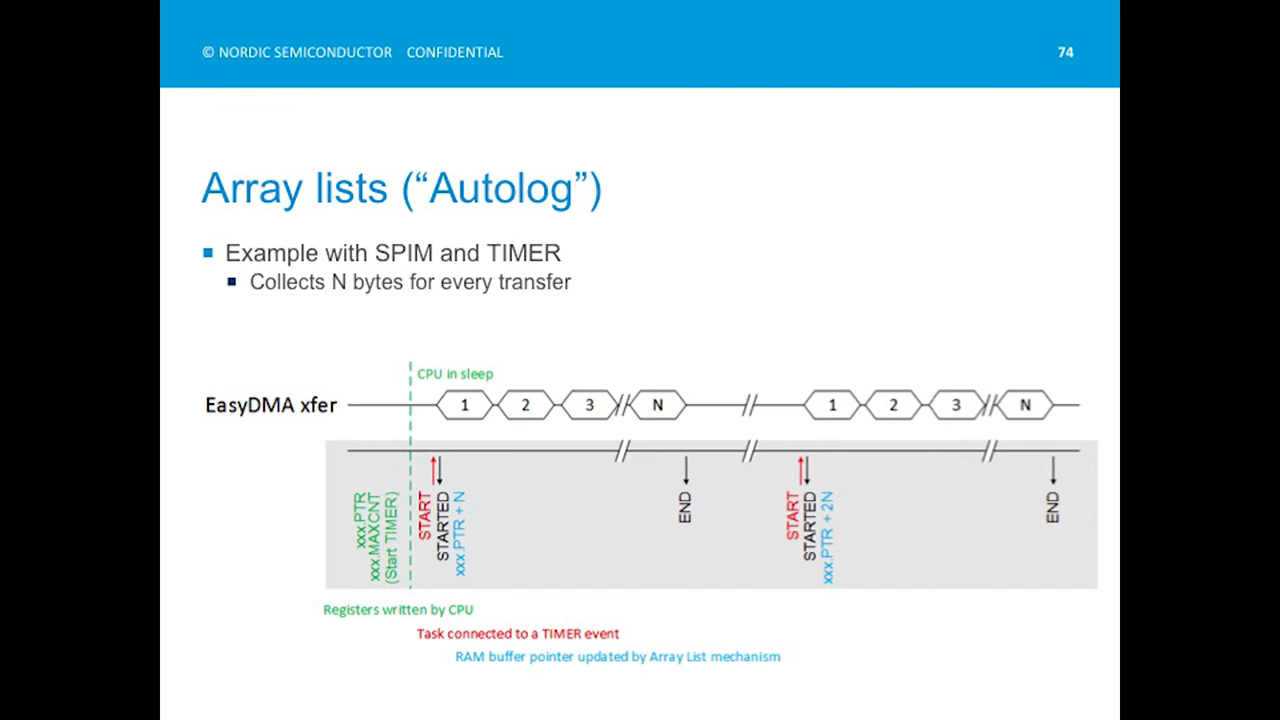 © NORDIC SEMICONDUCTOR CONFIDENTIAL 74
Array lists (“Autolog”)
Example with SPIM and TIMER
Collects N bytes for every transfer
CPU in sleep
EasyDMA xfer 1 2 3 // N // 1 2 3 // N
xxx.PTR
xxx.MAXCNT
(Start TIMER)
START
STARTED
xxx.PTR + N
END
START
STARTED
xxx.PTR + 2N
END
Registers written by CPU
Task connected to a TIMER event
RAM buffer pointer updated by Array List mechanism